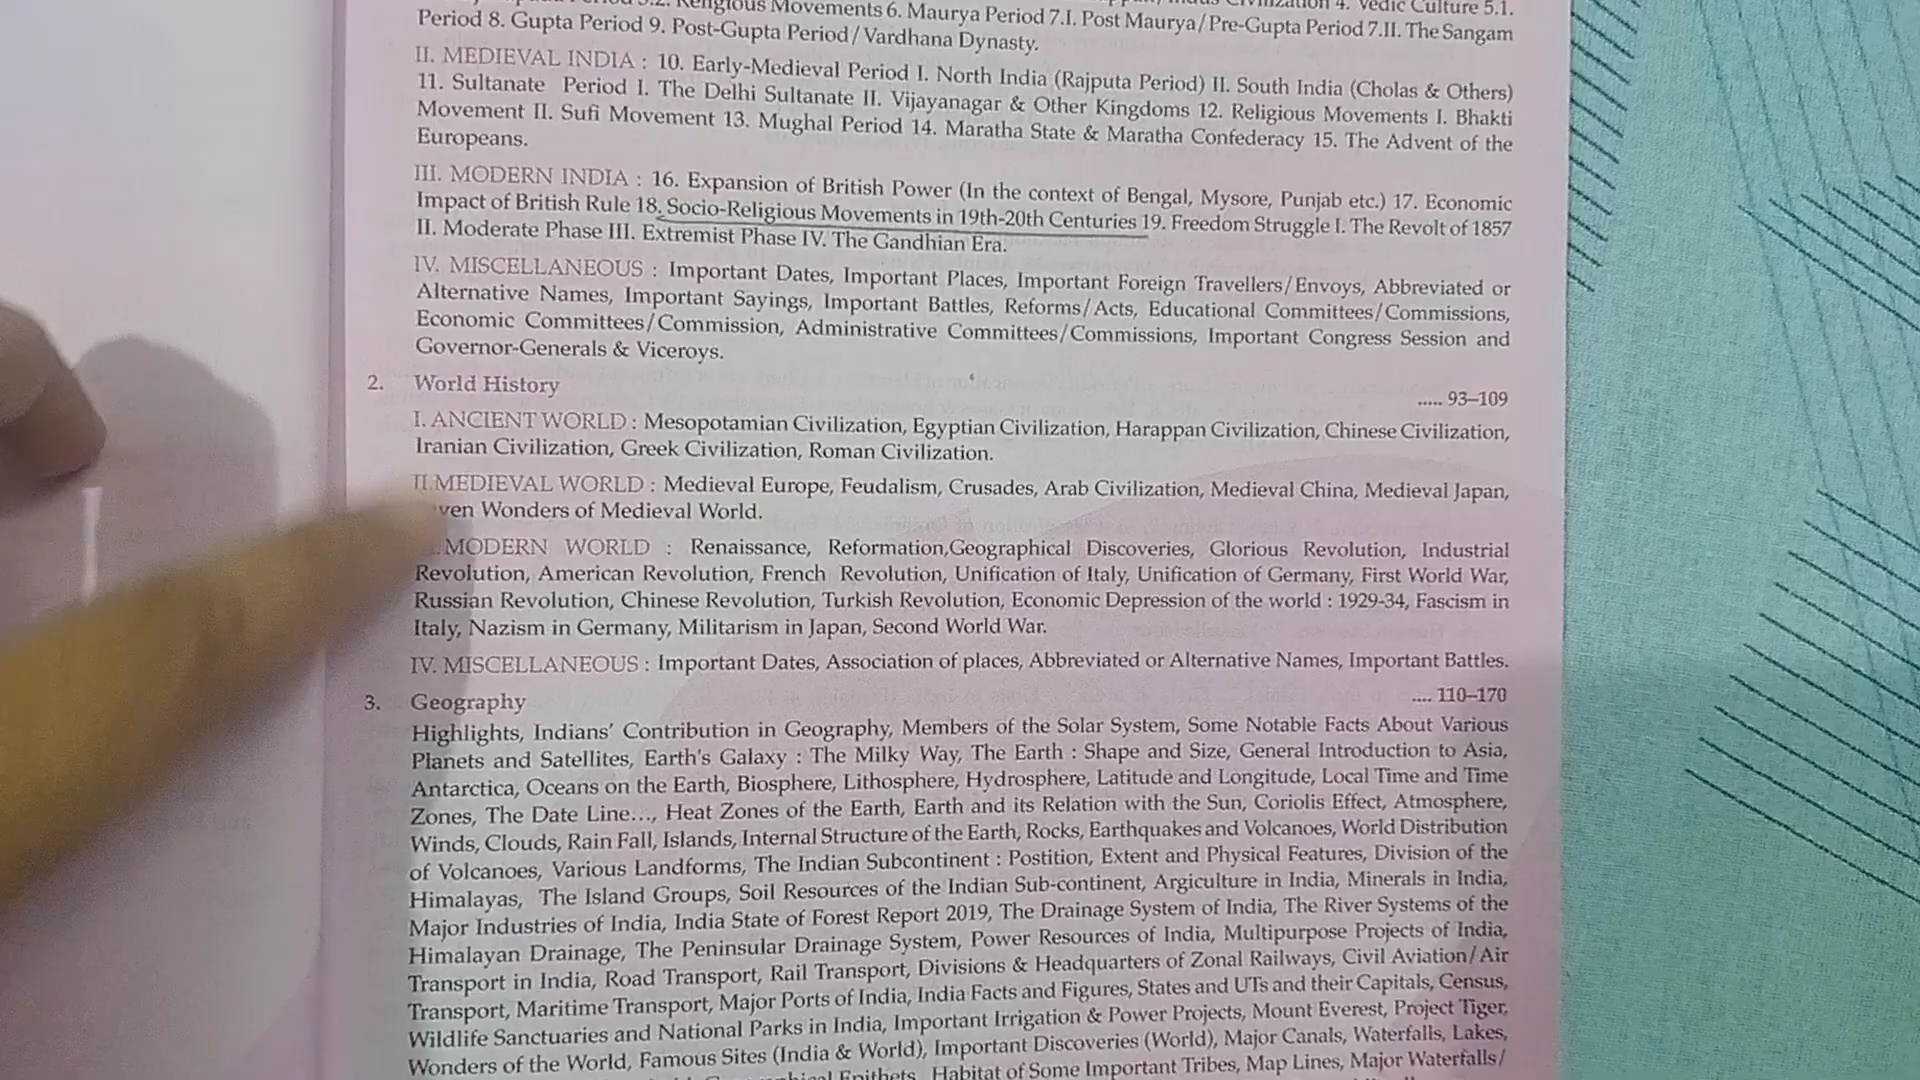 Religious Movements 6. Maurya Period 7.I. Post Maurya/Pre-Gupta Period 7.II. The Sangam
Vedic Culture 5.1.
Period 8. Gupta Period 9. Post-Gupta Period/Vardhana Dynasty.
II. MEDIEVAL INDIA : 10. Early-Medieval Period I. North India (Rajputa Period) II. South India (Cholas & Others)
11. Sultanate Period I. The Delhi Sultanate II. Vijayanagar & Other Kingdoms 12. Religious Movements I. Bhakti
Movement II. Sufi Movement 13. Mughal Period 14. Maratha State & Maratha Confederacy 15. The Advent of the
Europeans.
III. MODERN INDIA : 16. Expansion of British Power (In the context of Bengal, Mysore, Punjab etc.) 17. Economic
Impact of British Rule 18. Socio-Religious Movements in 19th-20th Centuries 19. Freedom Struggle I. The Revolt of 1857
II. Moderate Phase III. Extremist Phase IV. The Gandhian Era.
IV. MISCELLANEOUS : Important Dates, Important Places, Important Foreign Travellers/Envoys, Abbreviated or
Alternative Names, Important Sayings, Important Battles, Reforms/Acts, Educational Committees/Commissions,
Economic Committees/Commission, Administrative Committees/Commissions, Important Congress Session and
Governor-Generals & Viceroys.
2. World History ..... 93–109
I. ANCIENT WORLD : Mesopotamian Civilization, Egyptian Civilization, Harappan Civilization, Chinese Civilization,
Iranian Civilization, Greek Civilization, Roman Civilization.
II.MEDIEVAL WORLD : Medieval Europe, Feudalism, Crusades, Arab Civilization, Medieval China, Medieval Japan,
Wonders of Medieval World.
MODERN WORLD : Renaissance, Reformation,Geographical Discoveries, Glorious Revolution, Industrial
Revolution, American Revolution, French Revolution, Unification of Italy, Unification of Germany, First World War,
Russian Revolution, Chinese Revolution, Turkish Revolution, Economic Depression of the world : 1929-34, Fascism in
Italy, Nazism in Germany, Militarism in Japan, Second World War.
IV. MISCELLANEOUS : Important Dates, Association of places, Abbreviated or Alternative Names, Important Battles.
3. Geography .... 110–170
Highlights, Indians' Contribution in Geography, Members of the Solar System, Some Notable Facts About Various
Planets and Satellites, Earth's Galaxy : The Milky Way, The Earth : Shape and Size, General Introduction to Asia,
Antarctica, Oceans on the Earth, Biosphere, Lithosphere, Hydrosphere, Latitude and Longitude, Local Time and Time
Zones, The Date Line..., Heat Zones of the Earth, Earth and its Relation with the Sun, Coriolis Effect, Atmosphere,
Winds, Clouds, Rain Fall, Islands, Internal Structure of the Earth, Rocks, Earthquakes and Volcanoes, World Distribution
of Volcanoes, Various Landforms, The Indian Subcontinent : Postition, Extent and Physical Features, Division of the
Himalayas, The Island Groups, Soil Resources of the Indian Sub-continent, Argiculture in India, Minerals in India,
Major Industries of India, India State of Forest Report 2019, The Drainage System of India, The River Systems of the
Himalayan Drainage, The Peninsular Drainage System, Power Resources of India, Multipurpose Projects of India,
Transport in India, Road Transport, Rail Transport, Divisions & Headquarters of Zonal Railways, Civil Aviation/Air
Transport, Maritime Transport, Major Ports of India, India Facts and Figures, States and UTs and their Capitals, Census,
Wildlife Sanctuaries and National Parks in India, Important Irrigation & Power Projects, Mount Everest, Project Tiger,
Wonders of the World, Famous Sites (India & World), Important Discoveries (World), Major Canals, Waterfalls, Lakes,
Epithets, Habitat of Some Important Tribes, Map Lines, Major Waterfalls/